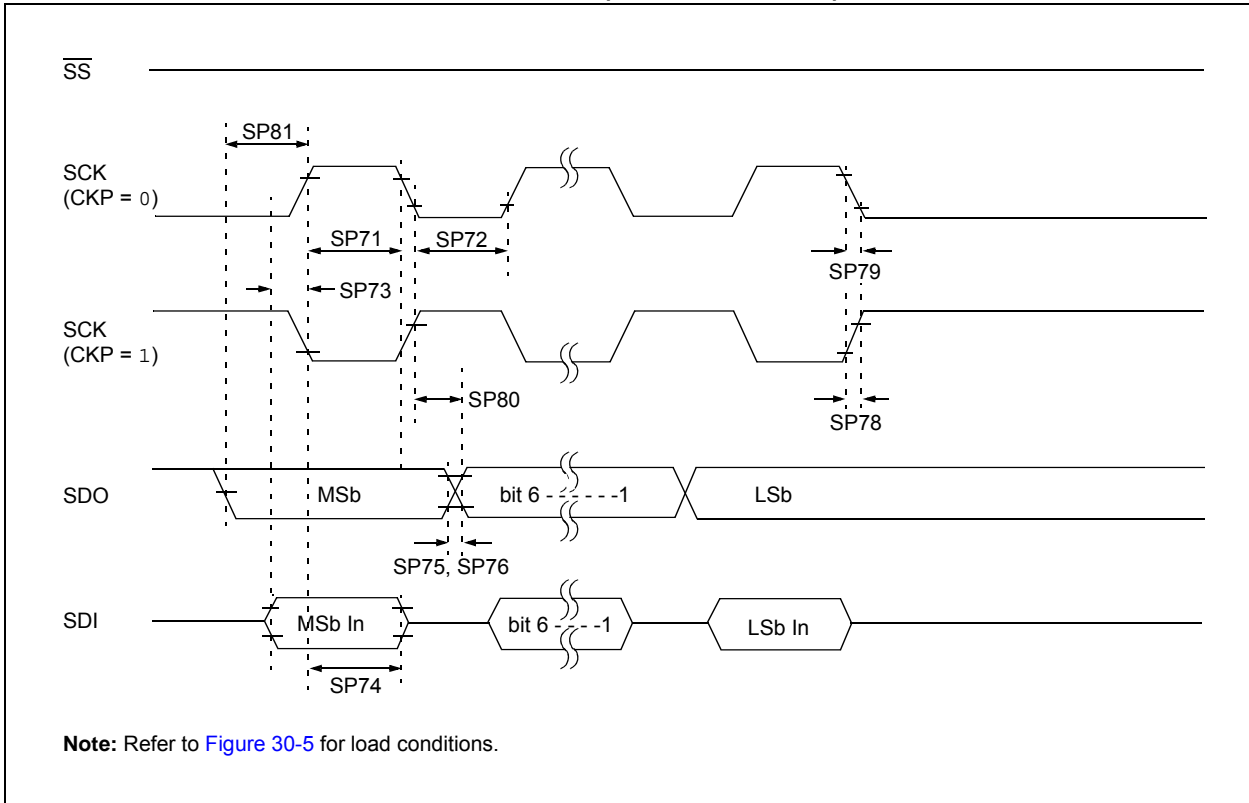 SS
SP81
SCK
(CKP = 0)
SP71
SP72
SP79
SP73
SCK
(CKP = 1)
SP80
SP78
SDO
MSb
bit 6 - - - - - -1
LSb
SP75, SP76
SDI
MSb In
bit 6 - - - -1
LSb In
SP74
Note: Refer to Figure 30-5 for load conditions.